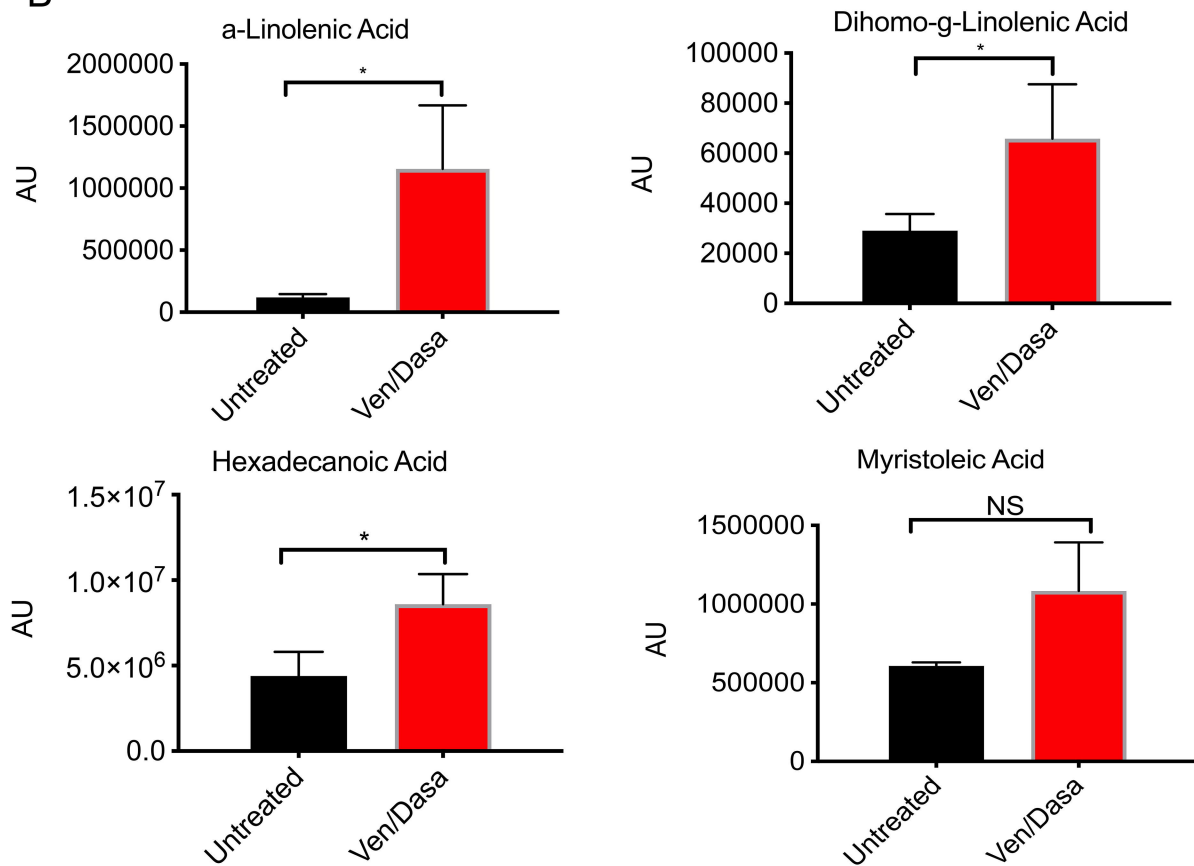 B
a-Linolenic Acid
2000000
1500000
1000000
500000
0
AU
*
Untreated
Ven/Dasa
Dihomo-g-Linolenic Acid
100000
80000
60000
40000
20000
0
AU
*
Untreated
Ven/Dasa
Hexadecanoic Acid
1.5×10⁷
1.0×10⁷
5.0×10⁶
0.0
AU
*
Untreated
Ven/Dasa
Myristoleic Acid
1500000
1000000
500000
0
AU
NS
Untreated
Ven/Dasa